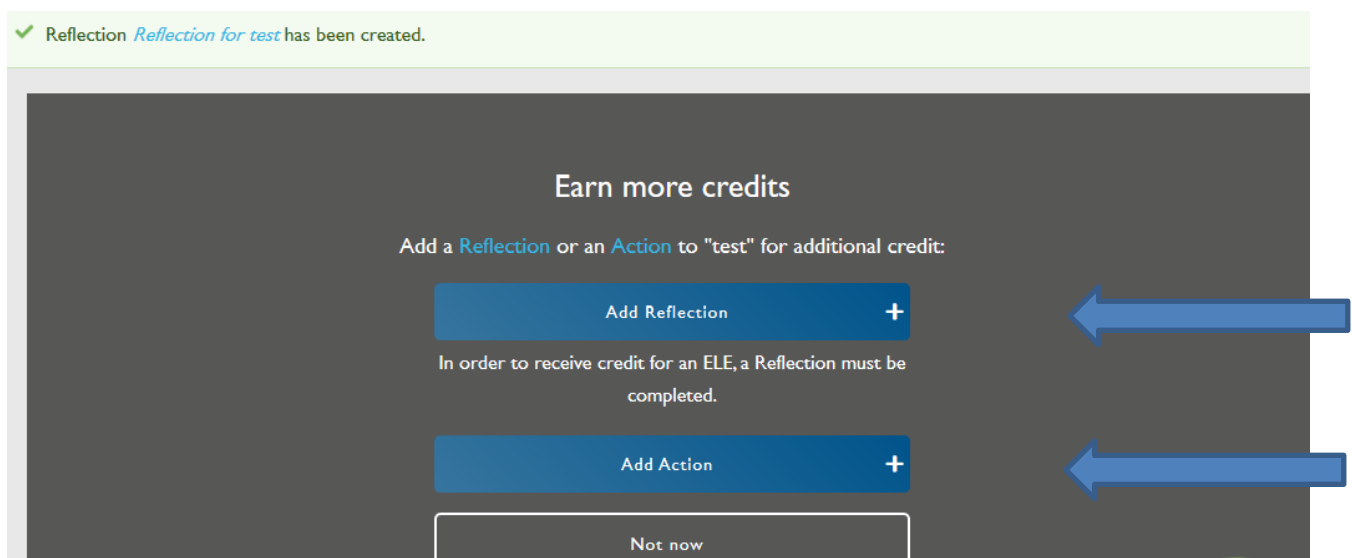 Reflection Reflection for test has been created.
Earn more credits
Add a Reflection or an Action to "test" for additional credit:
Add Reflection +
In order to receive credit for an ELE, a Reflection must be
completed.
Add Action +
Not now